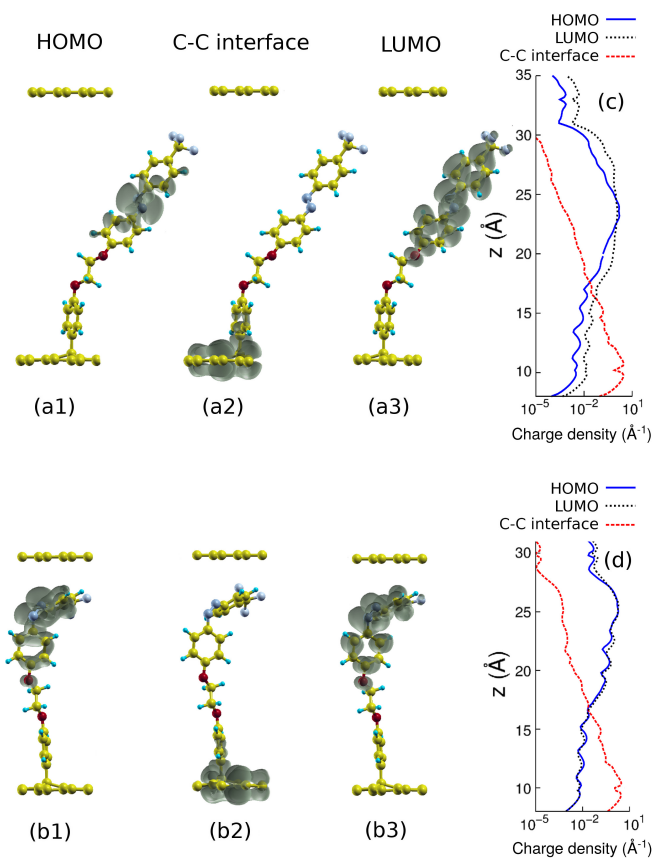 HOMO
C-C interface
LUMO
(a1)
(a2)
(a3)
HOMO
LUMO
C-C interface
(c)
35
30
25
20
15
10
z (Å)
10⁻⁵
10⁻²
10¹
Charge density (Å⁻¹)
(b1)
(b2)
(b3)
HOMO
LUMO
C-C interface
(d)
30
25
20
15
10
z (Å)
10⁻⁵
10⁻²
10¹
Charge density (Å⁻¹)